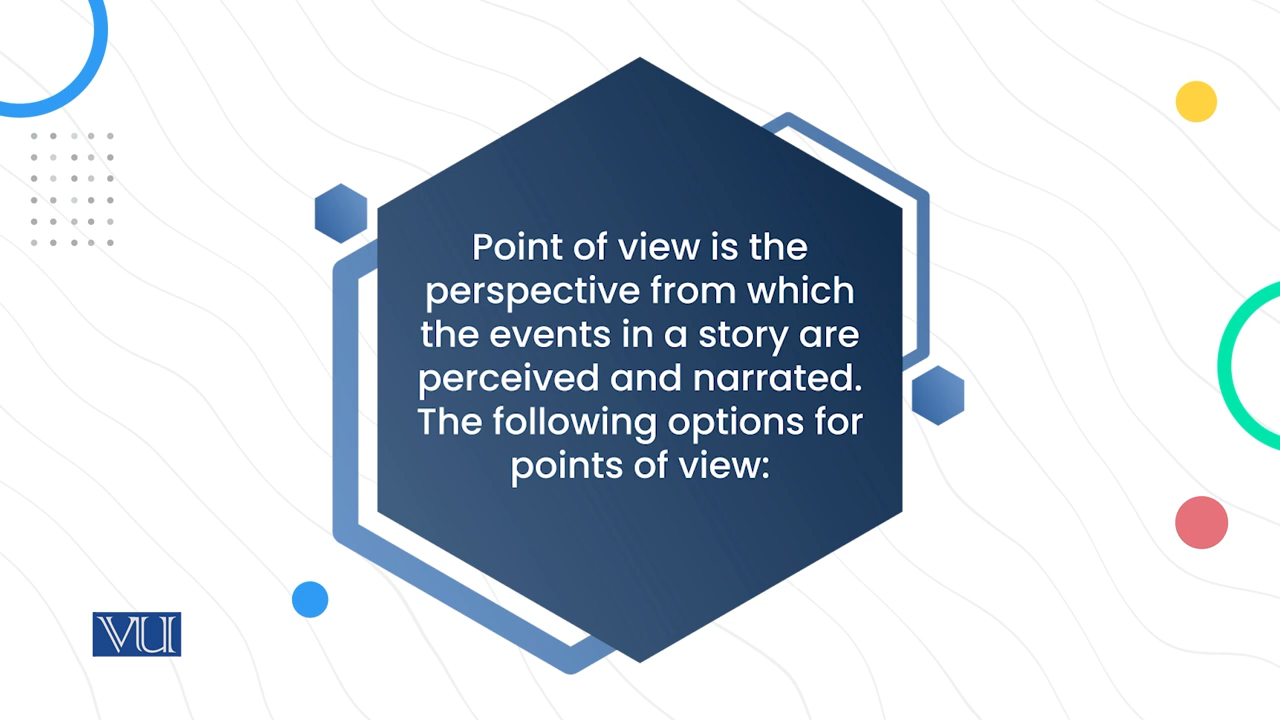 Point of view is the
perspective from which
the events in a story are
perceived and narrated.
The following options for
points of view:
VU